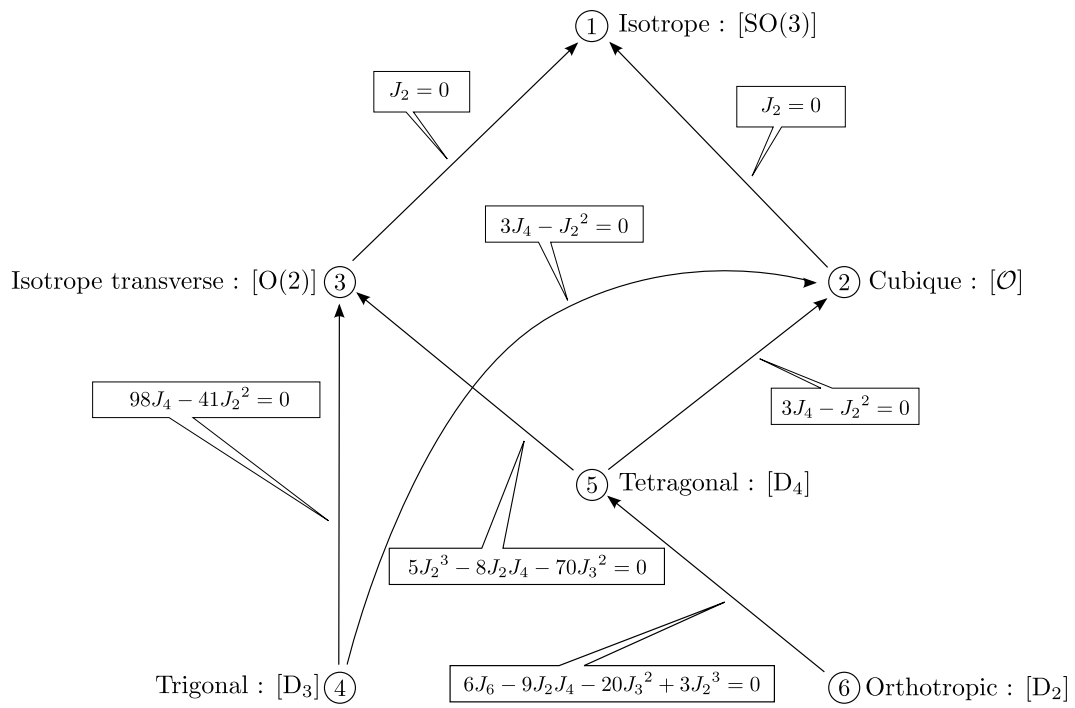 ① Isotrope : [SO(3)]
J₂ = 0
J₂ = 0
3J₄ − J₂² = 0
Isotrope transverse : [O(2)] ③
② Cubique : [𝒪]
98J₄ − 41J₂² = 0
3J₄ − J₂² = 0
⑤ Tetragonal : [D₄]
5J₂³ − 8J₂J₄ − 70J₃² = 0
6J₆ − 9J₂J₄ − 20J₃² + 3J₂³ = 0
Trigonal : [D₃] ④
⑥ Orthotropic : [D₂]